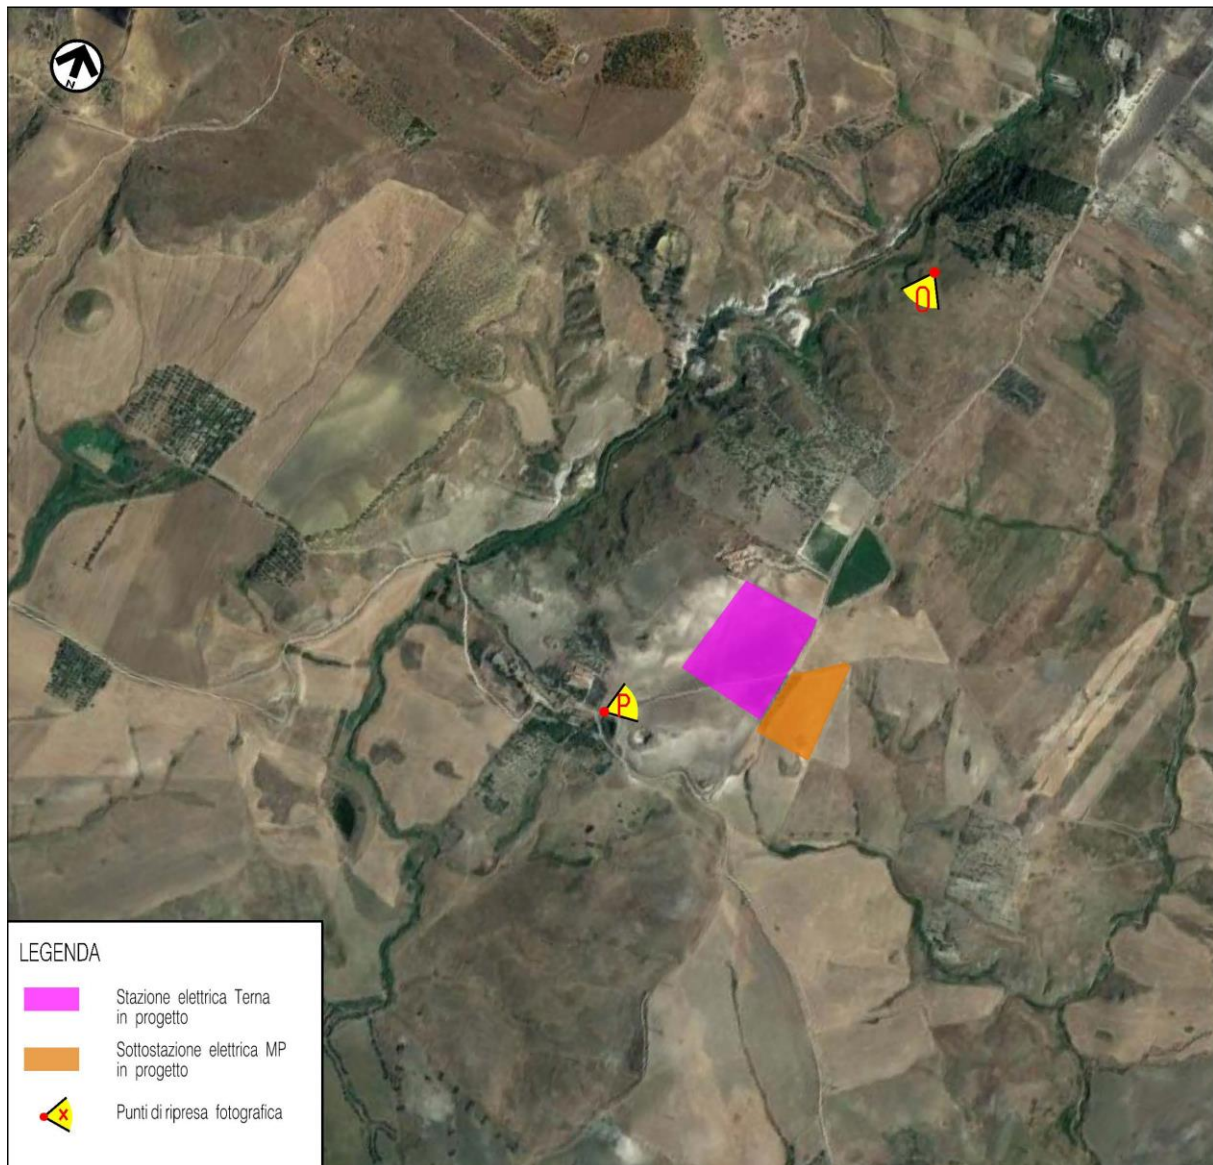 N
O
P
LEGENDA
Stazione elettrica Terna
in progetto
Sottostazione elettrica MP
in progetto
x
Punti di ripresa fotografica